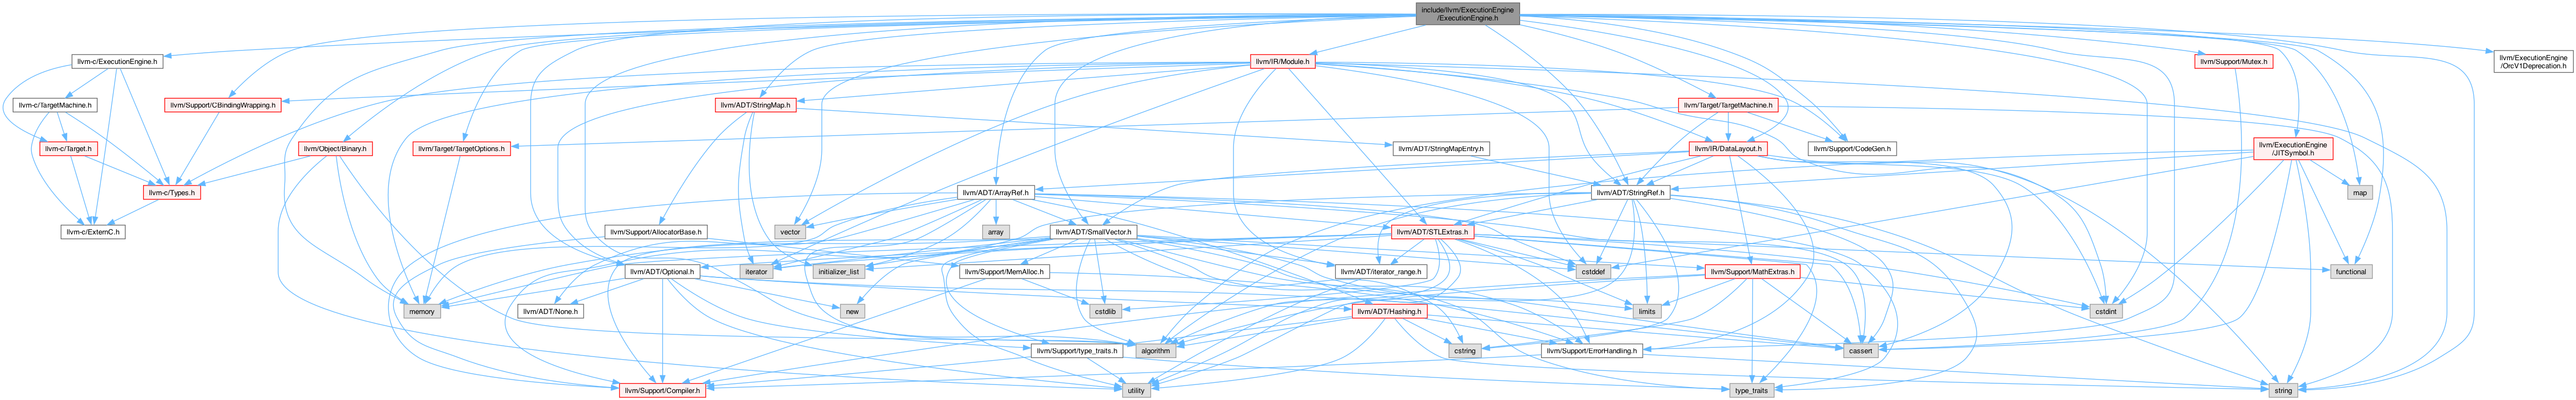 include/llvm/ExecutionEngine
/ExecutionEngine.h
llvm-c/ExecutionEngine.h
llvm/IR/Module.h
llvm/Support/Mutex.h
llvm/ExecutionEngine
/OrcV1Deprecation.h
llvm-c/TargetMachine.h
llvm/Support/CBindingWrapping.h
llvm/ADT/StringMap.h
llvm/Target/TargetMachine.h
llvm-c/Target.h
llvm/Object/Binary.h
llvm/Target/TargetOptions.h
llvm/ADT/StringMapEntry.h
llvm/IR/DataLayout.h
llvm/Support/CodeGen.h
llvm/ExecutionEngine
/JITSymbol.h
llvm-c/Types.h
llvm/ADT/ArrayRef.h
llvm/ADT/StringRef.h
map
llvm-c/ExternC.h
llvm/Support/AllocatorBase.h
vector
array
llvm/ADT/SmallVector.h
llvm/ADT/STLExtras.h
llvm/ADT/Optional.h
iterator
initializer_list
llvm/Support/MemAlloc.h
llvm/ADT/iterator_range.h
cstddef
llvm/Support/MathExtras.h
functional
memory
llvm/ADT/None.h
new
cstdlib
llvm/ADT/Hashing.h
limits
cstdint
llvm/Support/type_traits.h
algorithm
cstring
llvm/Support/ErrorHandling.h
cassert
llvm/Support/Compiler.h
utility
type_traits
string